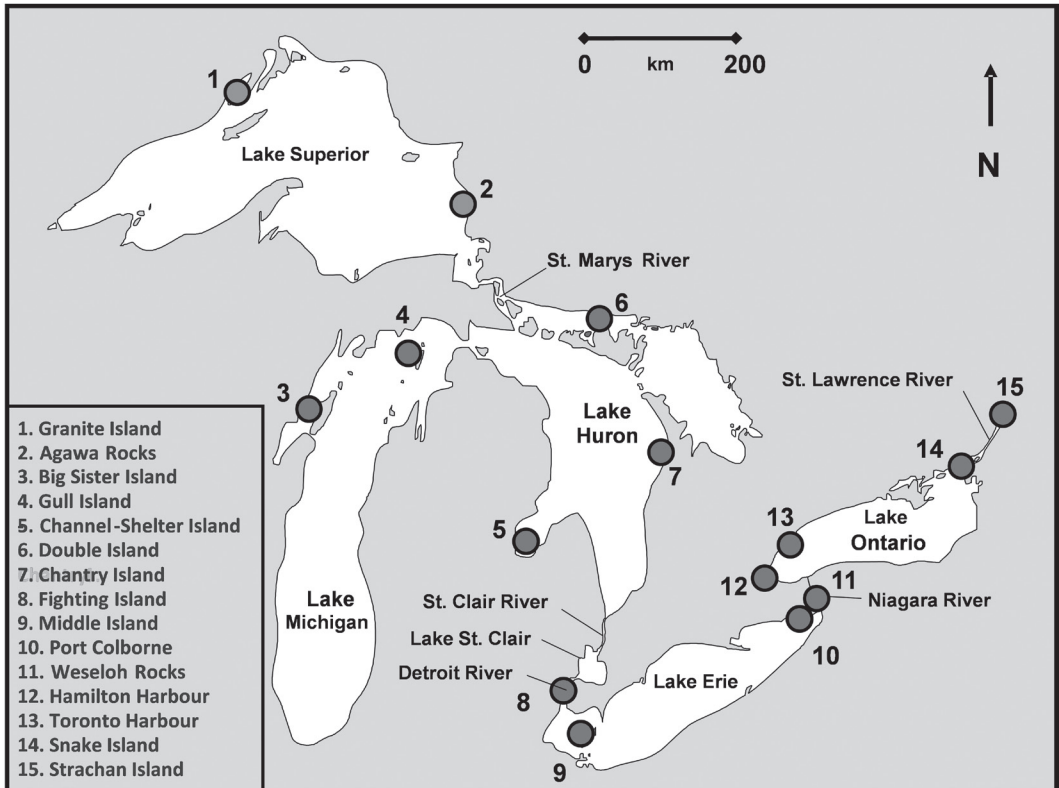 0 km 200
1
N
Lake Superior
2
St. Marys River
6
4
St. Lawrence River
15
3
Lake
Huron
14
7
13
Lake
Ontario
5
12
11
Niagara River
St. Clair River
Lake
Michigan
Lake St. Clair
10
Detroit River
Lake Erie
8
9
1. Granite Island
2. Agawa Rocks
3. Big Sister Island
4. Gull Island
5. Channel-Shelter Island
6. Double Island
7. Chantry Island
8. Fighting Island
9. Middle Island
10. Port Colborne
11. Weseloh Rocks
12. Hamilton Harbour
13. Toronto Harbour
14. Snake Island
15. Strachan Island